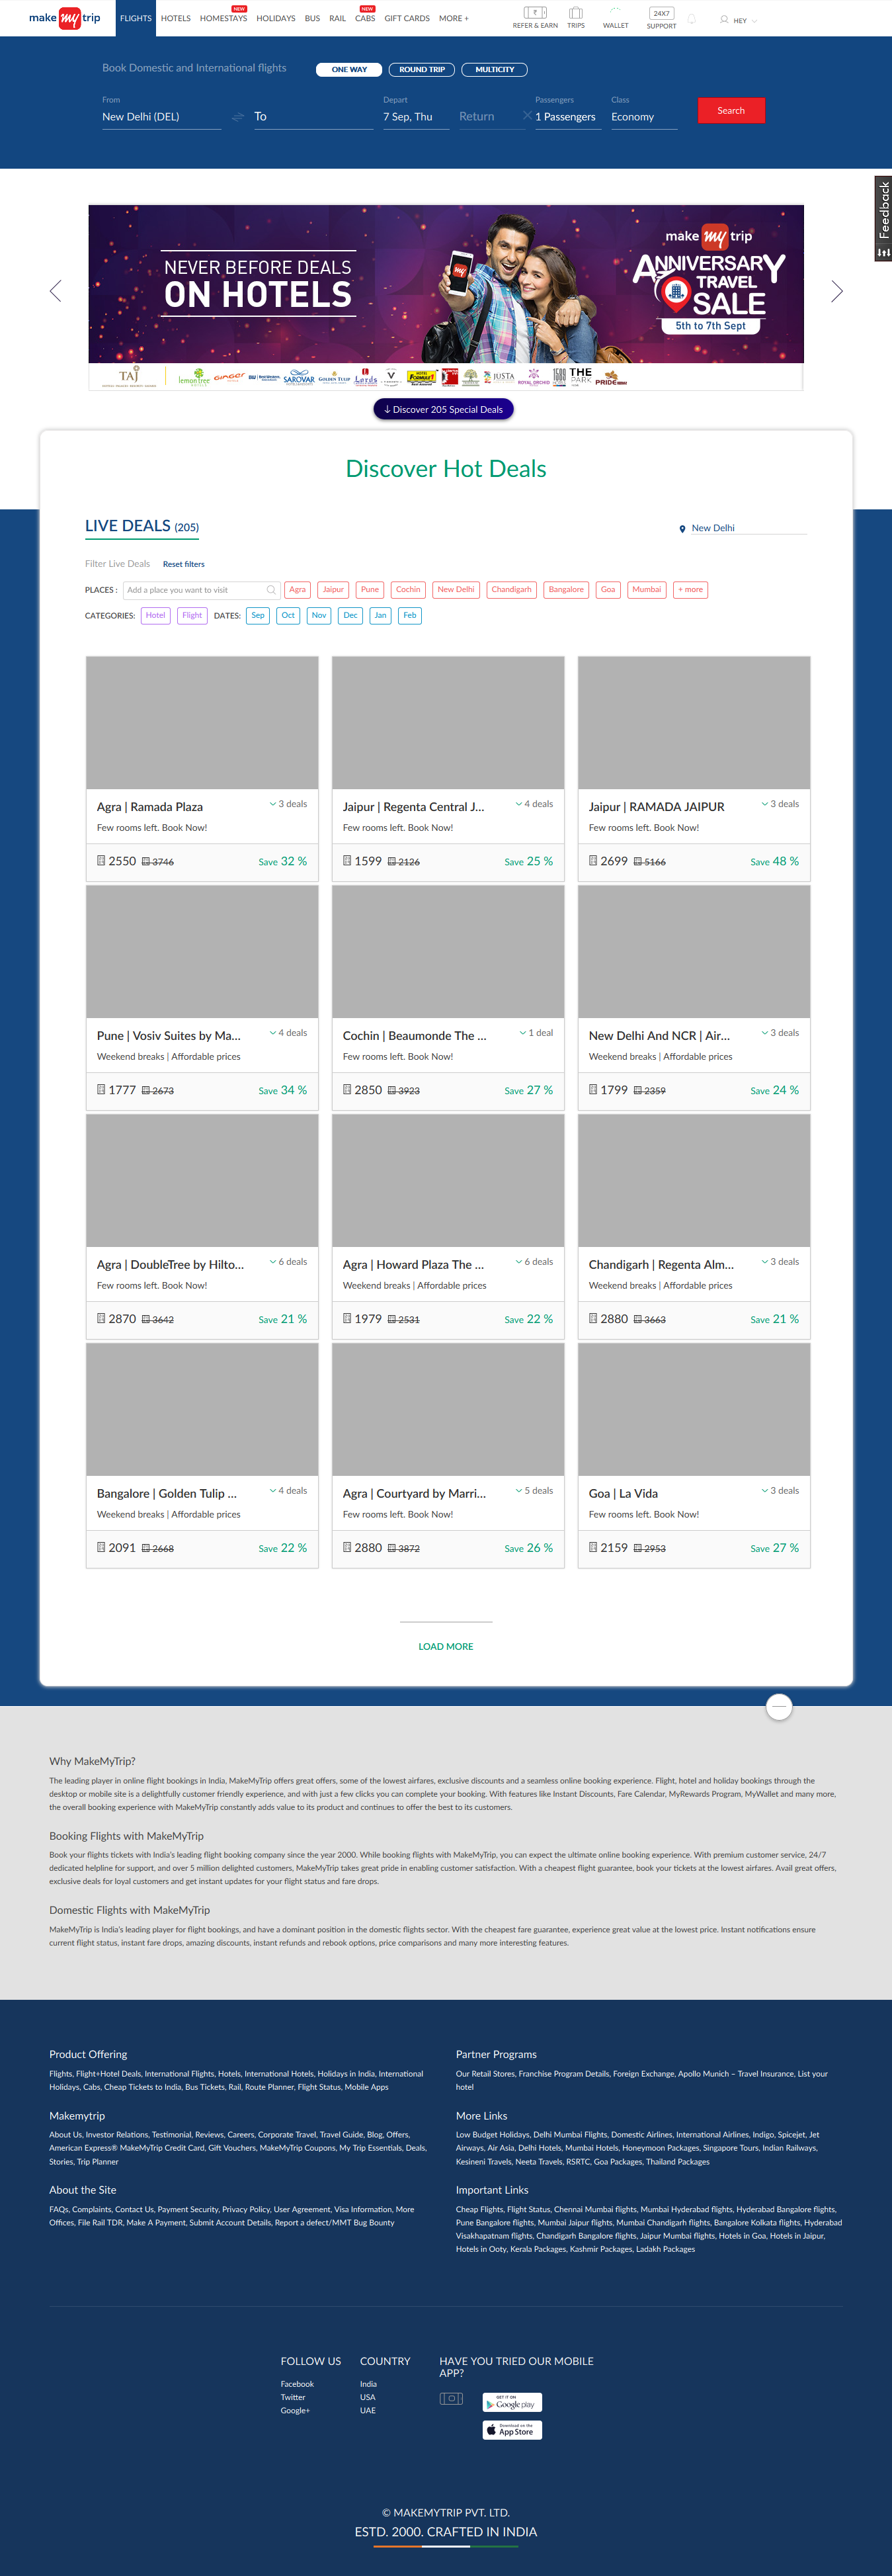 make my trip
FLIGHTS HOTELS HOMESTAYS NEW HOLIDAYS BUS RAIL CABS NEW GIFT CARDS MORE +
REFER & EARN TRIPS WALLET 24X7 SUPPORT HEY
Book Domestic and International flights ONE WAY ROUND TRIP MULTICITY
From Depart Passengers Class
New Delhi (DEL) To 7 Sep, Thu Return 1 Passengers Economy Search
Feedback
NEVER BEFORE DEALS
ON HOTELS
make my trip
ANNIVERSARY
TRAVEL
SALE
5th to 7th Sept
TAJ
lemontree ginger SAROVAR GOLDEN TULIP Lords FORMULE1 JUSTA ROYAL ORCHID THE PARK PRIDE
Discover 205 Special Deals
Discover Hot Deals
LIVE DEALS (205) New Delhi
Filter Live Deals Reset filters
PLACES : Add a place you want to visit Agra Jaipur Pune Cochin New Delhi Chandigarh Bangalore Goa Mumbai + more
CATEGORIES: Hotel Flight DATES: Sep Oct Nov Dec Jan Feb
Agra | Ramada Plaza 3 deals
Few rooms left. Book Now!
2550 3746 Save 32 %
Jaipur | Regenta Central J... 4 deals
Few rooms left. Book Now!
1599 2126 Save 25 %
Jaipur | RAMADA JAIPUR 3 deals
Few rooms left. Book Now!
2699 5166 Save 48 %
Pune | Vosiv Suites by Ma... 4 deals
Weekend breaks | Affordable prices
1777 2673 Save 34 %
Cochin | Beaumonde The ... 1 deal
Few rooms left. Book Now!
2850 3923 Save 27 %
New Delhi And NCR | Air... 3 deals
Weekend breaks | Affordable prices
1799 2359 Save 24 %
Agra | DoubleTree by Hilto... 6 deals
Few rooms left. Book Now!
2870 3642 Save 21 %
Agra | Howard Plaza The ... 6 deals
Weekend breaks | Affordable prices
1979 2531 Save 22 %
Chandigarh | Regenta Alm... 3 deals
Weekend breaks | Affordable prices
2880 3663 Save 21 %
Bangalore | Golden Tulip ... 4 deals
Weekend breaks | Affordable prices
2091 2668 Save 22 %
Agra | Courtyard by Marri... 5 deals
Few rooms left. Book Now!
2880 3872 Save 26 %
Goa | La Vida 3 deals
Few rooms left. Book Now!
2159 2953 Save 27 %
LOAD MORE
Why MakeMyTrip?
The leading player in online flight bookings in India, MakeMyTrip offers great offers, some of the lowest airfares, exclusive discounts and a seamless online booking experience. Flight, hotel and holiday bookings through the
desktop or mobile site is a delightfully customer friendly experience, and with just a few clicks you can complete your booking. With features like Instant Discounts, Fare Calendar, MyRewards Program, MyWallet and many more,
the overall booking experience with MakeMyTrip constantly adds value to its product and continues to offer the best to its customers.
Booking Flights with MakeMyTrip
Book your flights tickets with India's leading flight booking company since the year 2000. While booking flights with MakeMyTrip, you can expect the ultimate online booking experience. With premium customer service, 24/7
dedicated helpline for support, and over 5 million delighted customers, MakeMyTrip takes great pride in enabling customer satisfaction. With a cheapest flight guarantee, book your tickets at the lowest airfares. Avail great offers,
exclusive deals for loyal customers and get instant updates for your flight status and fare drops.
Domestic Flights with MakeMyTrip
MakeMyTrip is India's leading player for flight bookings, and have a dominant position in the domestic flights sector. With the cheapest fare guarantee, experience great value at the lowest price. Instant notifications ensure
current flight status, instant fare drops, amazing discounts, instant refunds and rebook options, price comparisons and many more interesting features.
Product Offering
Flights, Flight+Hotel Deals, International Flights, Hotels, International Hotels, Holidays in India, International
Holidays, Cabs, Cheap Tickets to India, Bus Tickets, Rail, Route Planner, Flight Status, Mobile Apps
Makemytrip
About Us, Investor Relations, Testimonial, Reviews, Careers, Corporate Travel, Travel Guide, Blog, Offers,
American Express® MakeMyTrip Credit Card, Gift Vouchers, MakeMyTrip Coupons, My Trip Essentials, Deals,
Stories, Trip Planner
About the Site
FAQs, Complaints, Contact Us, Payment Security, Privacy Policy, User Agreement, Visa Information, More
Offices, File Rail TDR, Make A Payment, Submit Account Details, Report a defect/MMT Bug Bounty
Partner Programs
Our Retail Stores, Franchise Program Details, Foreign Exchange, Apollo Munich – Travel Insurance, List your
hotel
More Links
Low Budget Holidays, Delhi Mumbai Flights, Domestic Airlines, International Airlines, Indigo, Spicejet, Jet
Airways, Air Asia, Delhi Hotels, Mumbai Hotels, Honeymoon Packages, Singapore Tours, Indian Railways,
Kesineni Travels, Neeta Travels, RSRTC, Goa Packages, Thailand Packages
Important Links
Cheap Flights, Flight Status, Chennai Mumbai flights, Mumbai Hyderabad flights, Hyderabad Bangalore flights,
Pune Bangalore flights, Mumbai Jaipur flights, Mumbai Chandigarh flights, Bangalore Kolkata flights, Hyderabad
Visakhapatnam flights, Chandigarh Bangalore flights, Jaipur Mumbai flights, Hotels in Goa, Hotels in Jaipur,
Hotels in Ooty, Kerala Packages, Kashmir Packages, Ladakh Packages
FOLLOW US
Facebook
Twitter
Google+
COUNTRY
India
USA
UAE
HAVE YOU TRIED OUR MOBILE
APP?
GET IT ON
Google play
Download on the
App Store
© MAKEMYTRIP PVT. LTD.
ESTD. 2000. CRAFTED IN INDIA